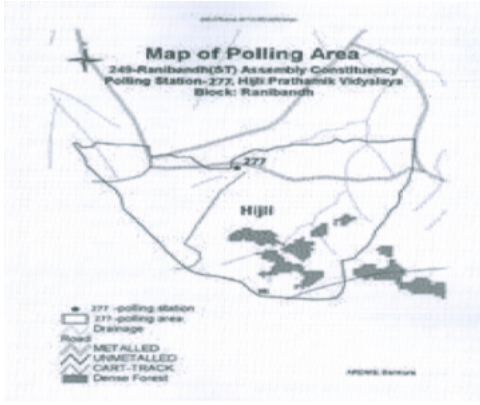 Map of Polling Area
249-Ranibandh(ST) Assembly Constituency
Polling Station-277, Hijli Prathamik Vidyalaya
Block: Ranibandh
277
Hijli
277 -polling station
277-polling area
Drainage
Road
METALLED
UNMETALLED
CART-TRACK
Dense Forest